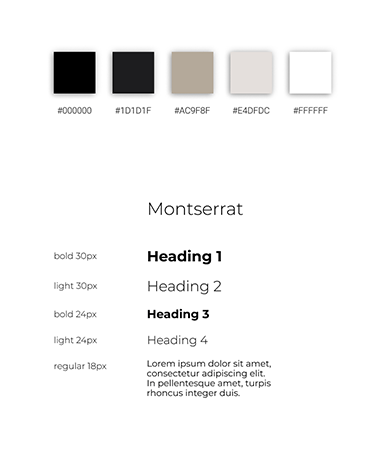 #000000 #1D1D1F #AC9F8F #E4DFDC #FFFFFF
Montserrat
bold 30px Heading 1
light 30px Heading 2
bold 24px Heading 3
light 24px Heading 4
regular 18px Lorem ipsum dolor sit amet,
consectetur adipiscing elit.
In pellentesque amet, turpis
rhoncus integer duis.